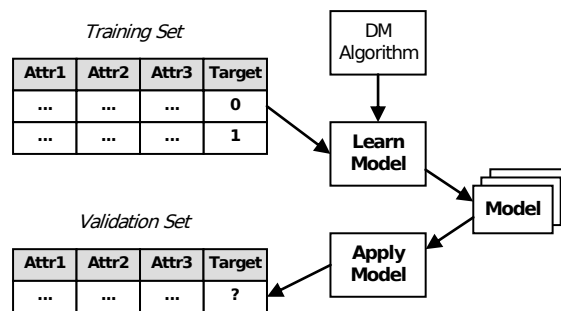 Training Set
Attr1 Attr2 Attr3 Target
... ... ... 0
... ... ... 1
DM
Algorithm
Learn
Model
Model
Validation Set
Attr1 Attr2 Attr3 Target
... ... ... ?
Apply
Model